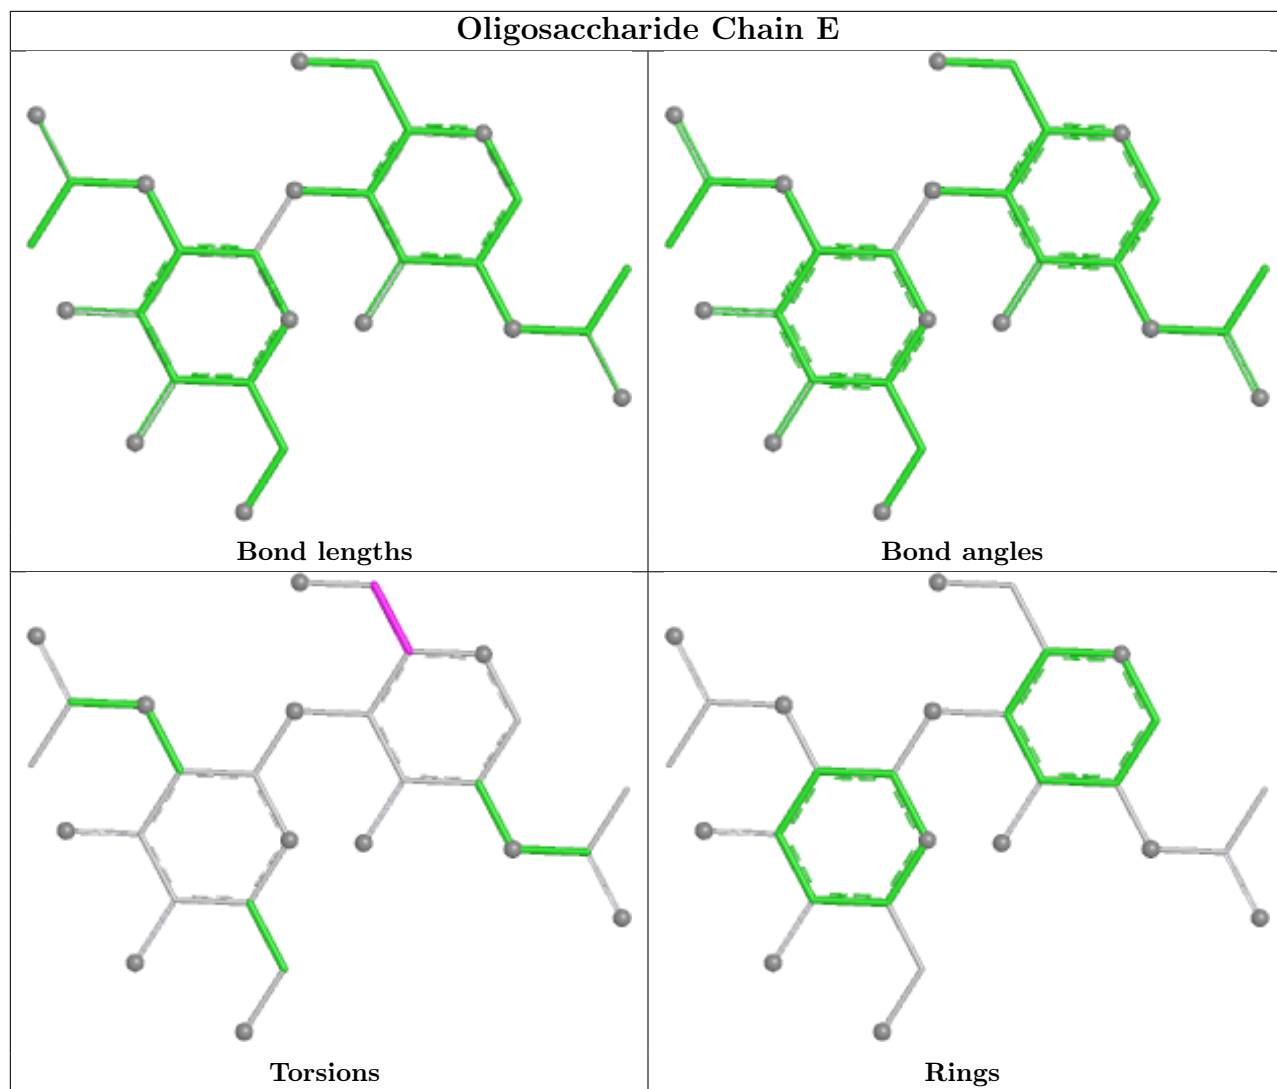 Oligosaccharide Chain E
Bond lengths
Bond angles
Torsions
Rings